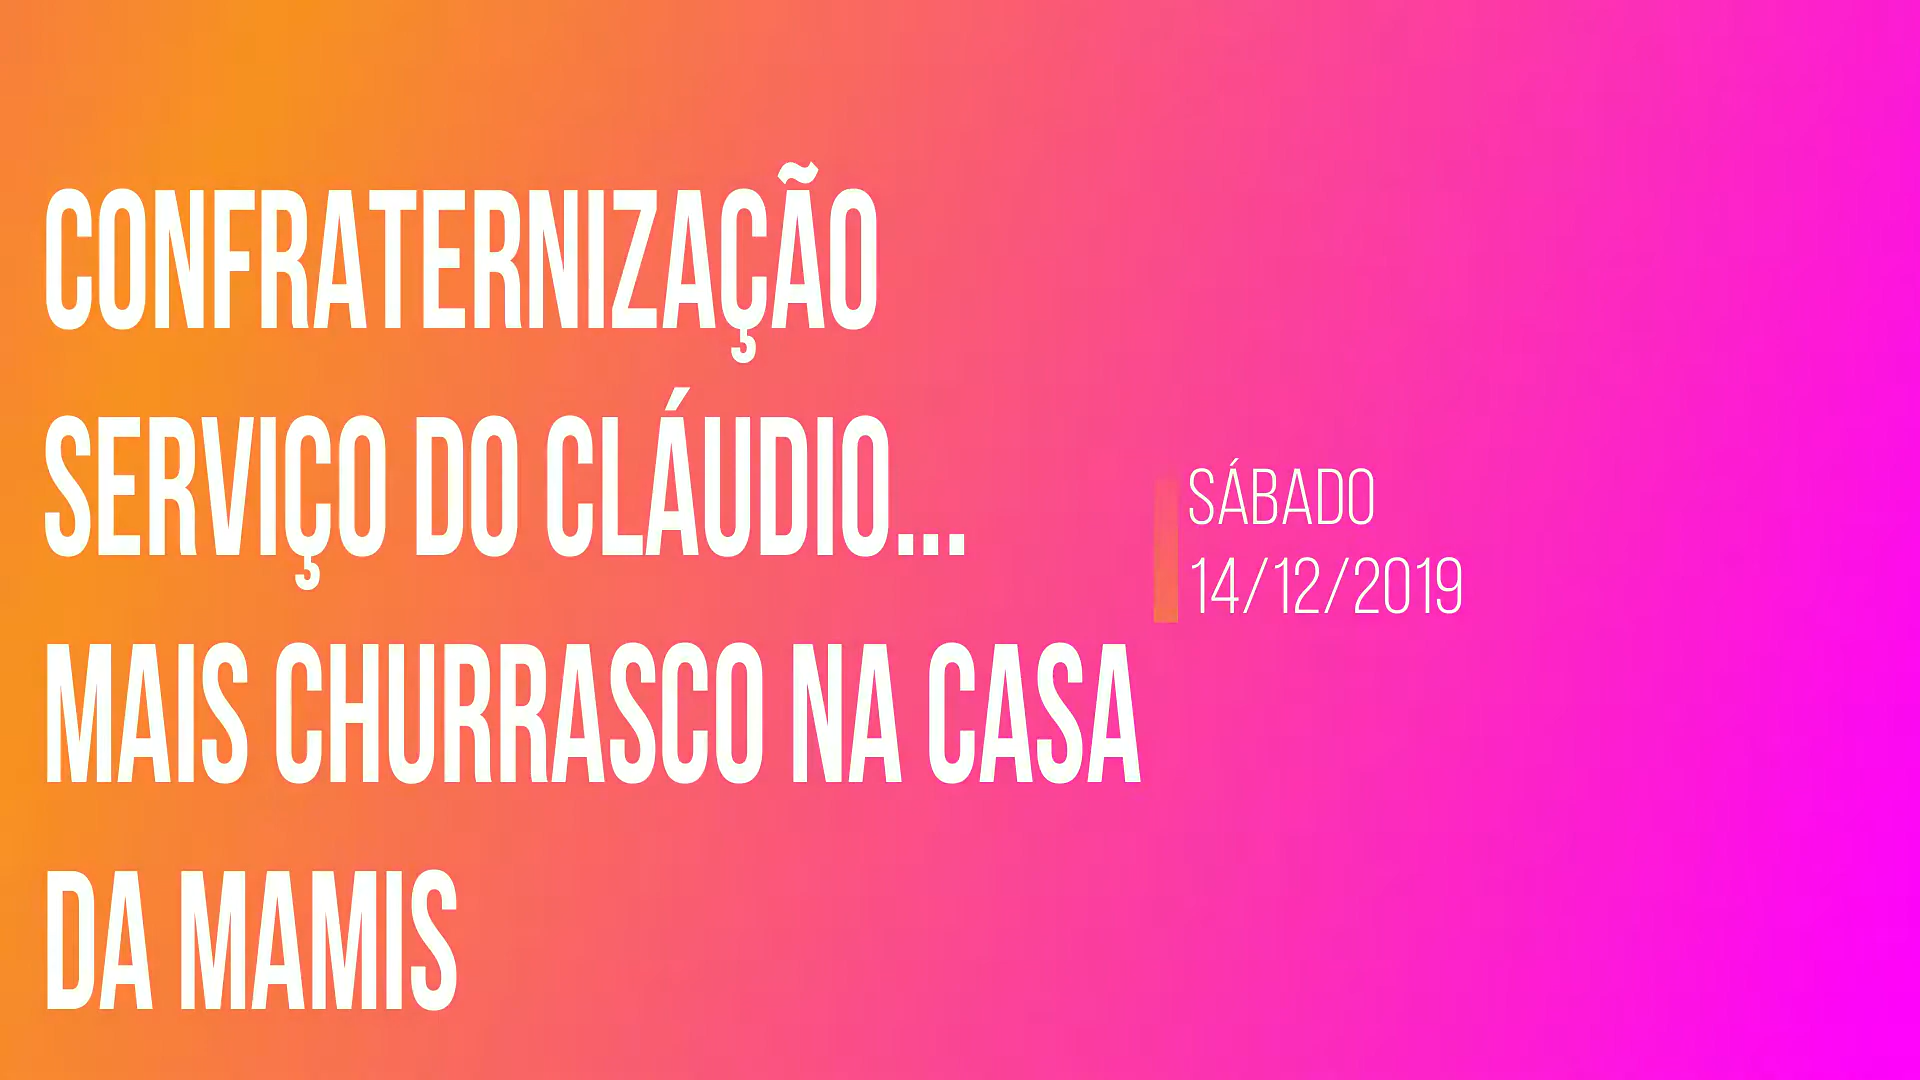 CONFRATERNIZAÇÃO
SERVIÇO DO CLÁUDIO...
MAIS CHURRASCO NA CASA
DA MAMIS
SÁBADO
14/12/2019